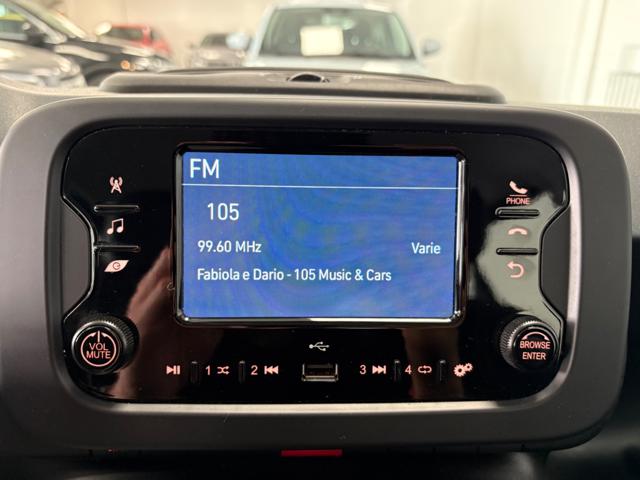 FM
105
99.60 MHz Varie
Fabiola e Dario - 105 Music & Cars
PHONE
VOL
MUTE
BROWSE
ENTER
1 2 3 4